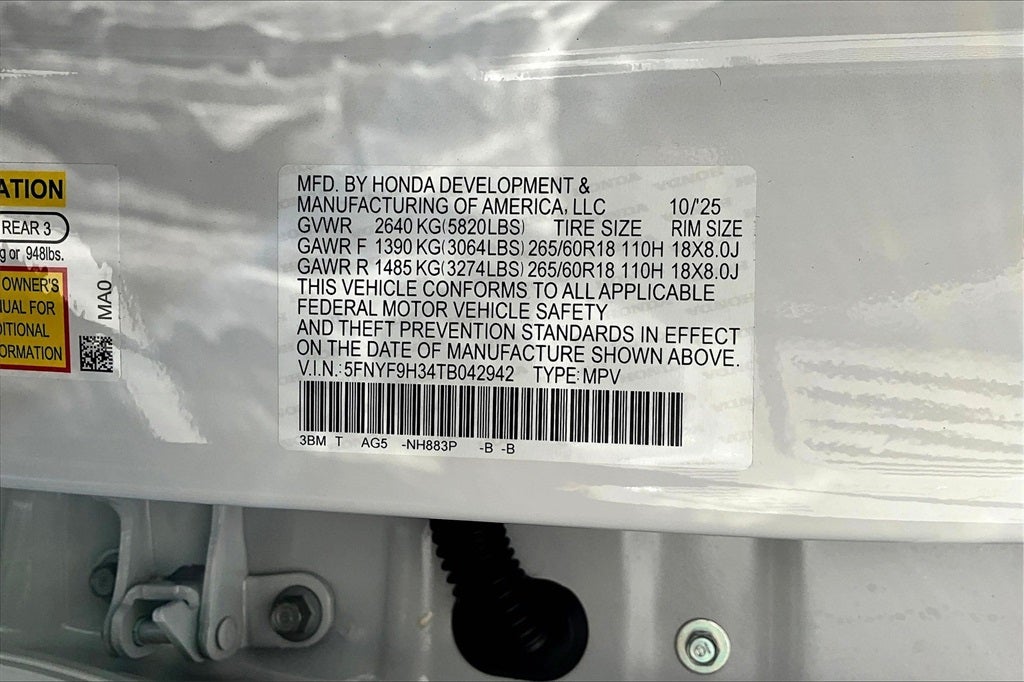 ATION
REAR 3
g or 948lbs.
OWNER'S
UAL FOR
DITIONAL
FORMATION
MA0
MFD. BY HONDA DEVELOPMENT &
MANUFACTURING OF AMERICA, LLC 10/'25
GVWR 2640 KG(5820LBS) TIRE SIZE RIM SIZE
GAWR F 1390 KG(3064LBS) 265/60R18 110H 18X8.0J
GAWR R 1485 KG(3274LBS) 265/60R18 110H 18X8.0J
THIS VEHICLE CONFORMS TO ALL APPLICABLE
FEDERAL MOTOR VEHICLE SAFETY
AND THEFT PREVENTION STANDARDS IN EFFECT
ON THE DATE OF MANUFACTURE SHOWN ABOVE.
V.I.N.:5FNYF9H34TB042942 TYPE:MPV
3BM T AG5 -NH883P -B -B